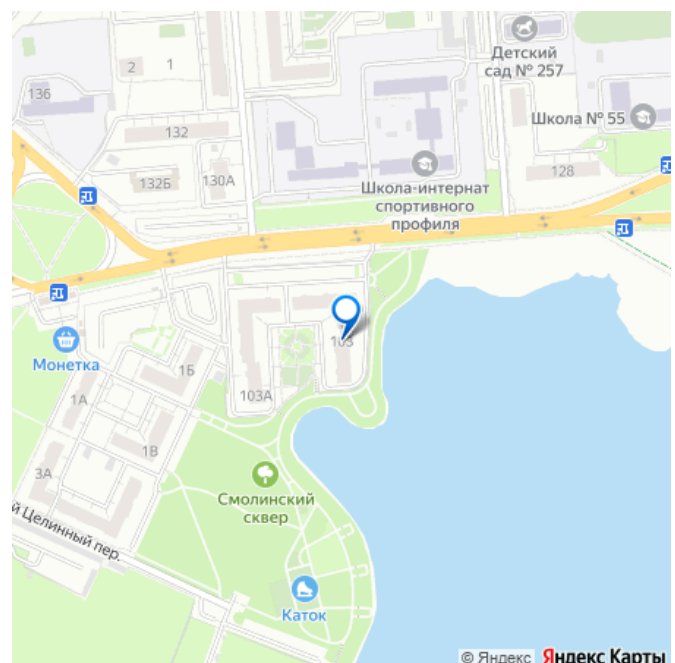 Детский
сад № 257
2
1
136
Школа № 55
132
132Б
130А
128
Школа-интернат
спортивного
профиля
103
Монетка
1Б
103А
1А
1В
3А
Смолинский
сквер
й Целинный пер.
Каток
© Яндекс Яндекс Карты